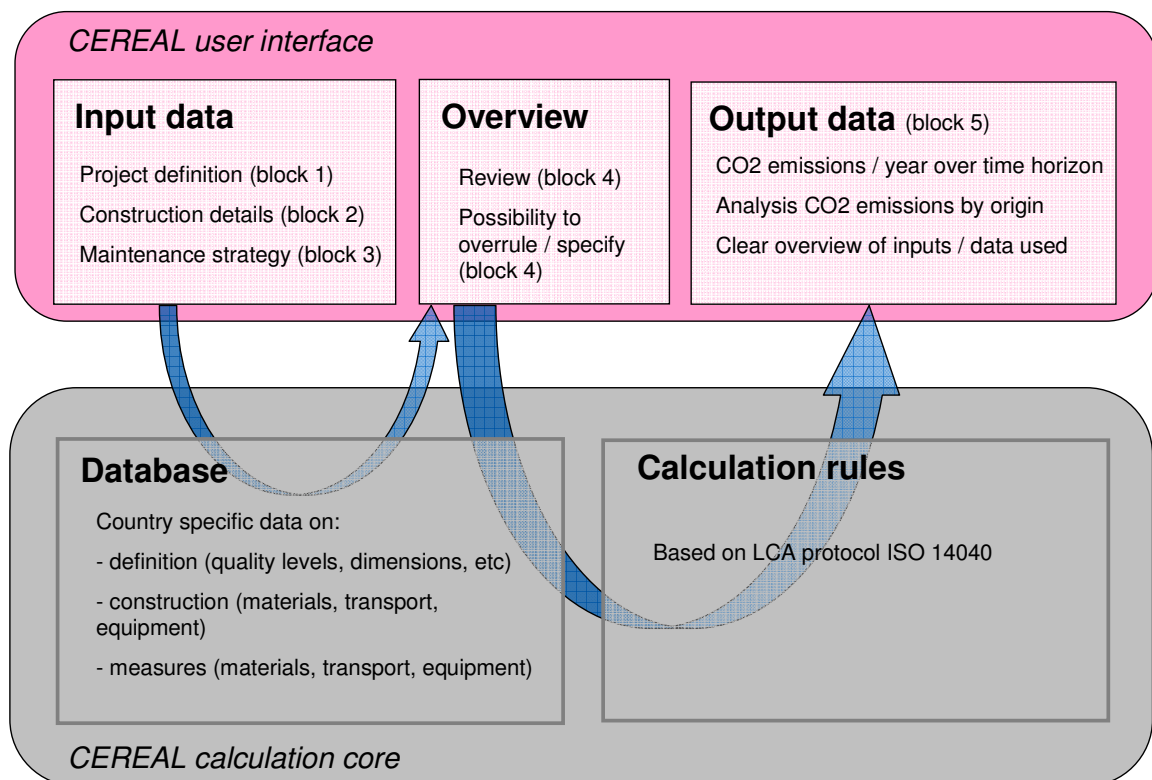 CEREAL user interface
Input data
Project definition (block 1)
Construction details (block 2)
Maintenance strategy (block 3)
Overview
Review (block 4)
Possibility to
overrule / specify
(block 4)
Output data (block 5)
CO2 emissions / year over time horizon
Analysis CO2 emissions by origin
Clear overview of inputs / data used
Database
Country specific data on:
- definition (quality levels, dimensions, etc)
- construction (materials, transport,
equipment)
- measures (materials, transport, equipment)
Calculation rules
Based on LCA protocol ISO 14040
CEREAL calculation core